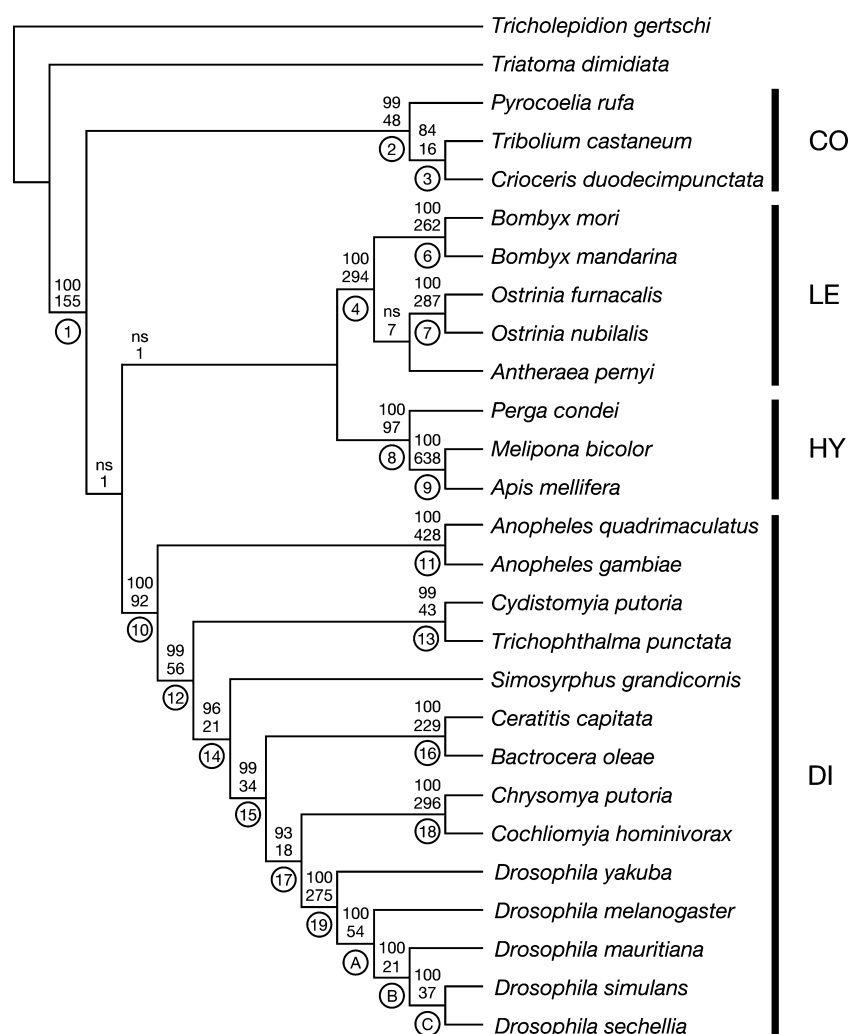 Tricholepidion gertschi
Triatoma dimidiata
99
48
2
Pyrocoelia rufa
84
16
3
Tribolium castaneum
Crioceris duodecimpunctata
CO
100
155
1
100
262
6
Bombyx mori
Bombyx mandarina
100
294
4
100
287
7
ns
7
Ostrinia furnacalis
Ostrinia nubilalis
Antheraea pernyi
LE
ns
1
100
97
8
Perga condei
100
638
9
Melipona bicolor
Apis mellifera
HY
ns
1
100
428
11
Anopheles quadrimaculatus
Anopheles gambiae
100
92
10
99
43
13
Cydistomyia putoria
Trichophthalma punctata
99
56
12
Simosyrphus grandicornis
96
21
14
100
229
16
Ceratitis capitata
Bactrocera oleae
99
34
15
100
296
18
Chrysomya putoria
Cochliomyia hominivorax
93
18
17
Drosophila yakuba
100
275
19
Drosophila melanogaster
100
54
A
Drosophila mauritiana
100
21
B
Drosophila simulans
100
37
C
Drosophila sechellia
DI